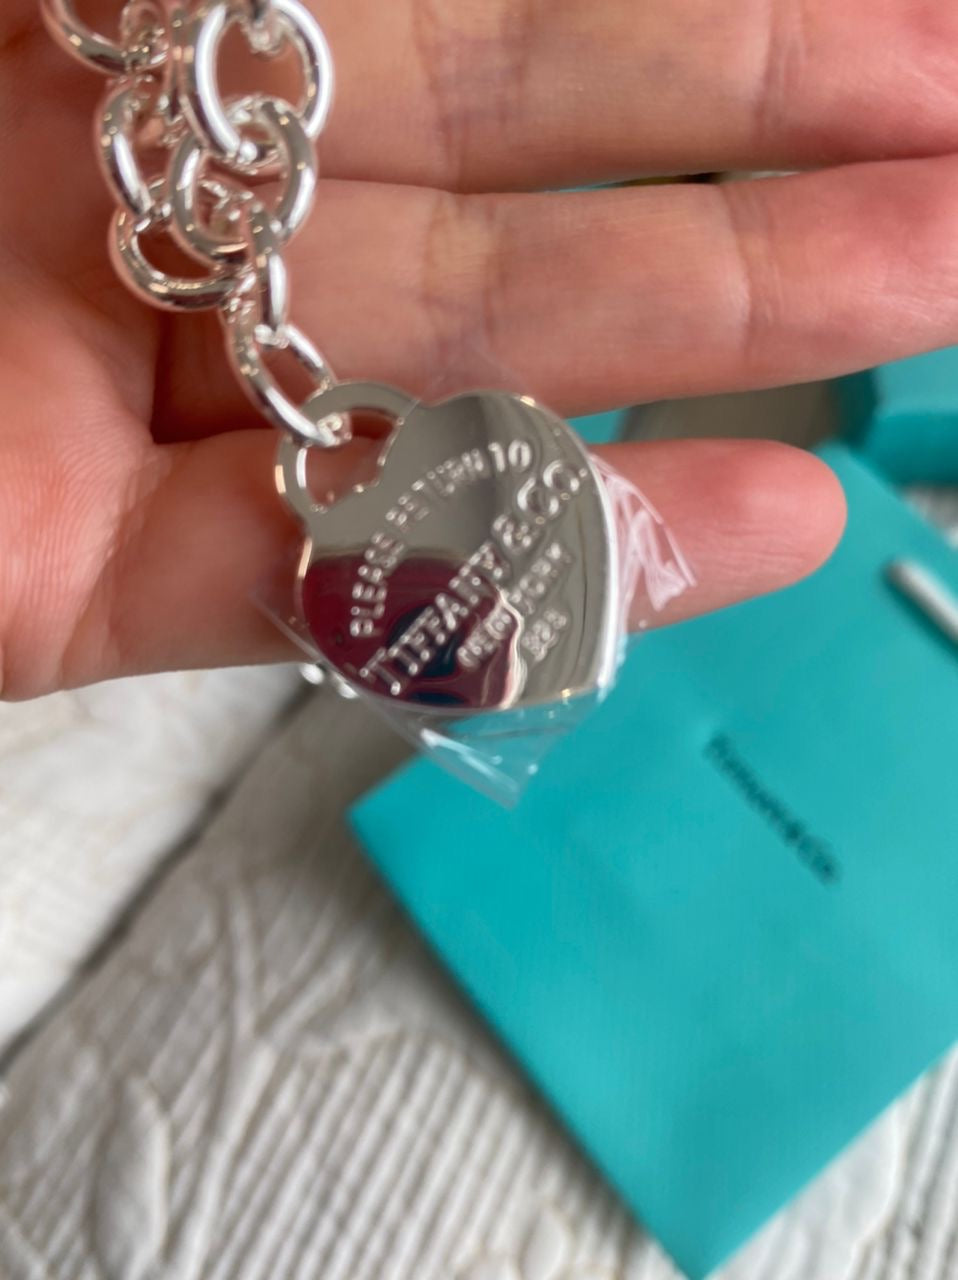 PLEASE RETURN TO
TIFFANY & CO.
NEW YORK
925
TIFFANY & CO.